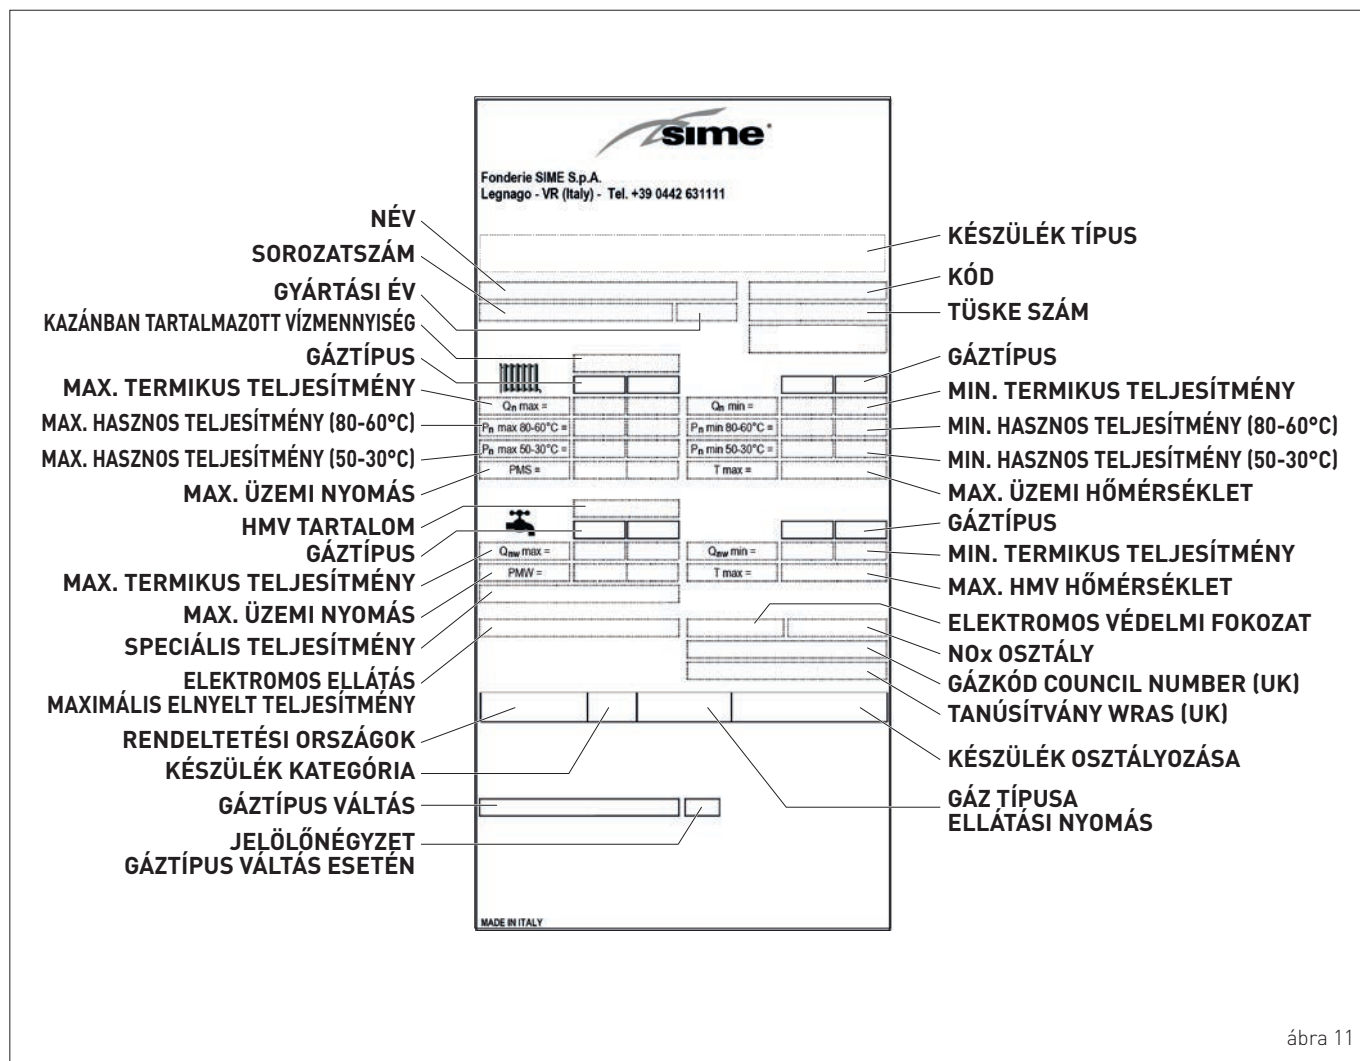 sime
Fonderie SIME S.p.A.
Legnago - VR (Italy) - Tel. +39 0442 631111
NÉV
SOROZATSZÁM
GYÁRTÁSI ÉV
KAZÁNBAN TARTALMAZOTT VÍZMENNYISÉG
GÁZTÍPUS
MAX. TERMIKUS TELJESÍTMÉNY
MAX. HASZNOS TELJESÍTMÉNY (80-60°C)
MAX. HASZNOS TELJESÍTMÉNY (50-30°C)
MAX. ÜZEMI NYOMÁS
HMV TARTALOM
GÁZTÍPUS
MAX. TERMIKUS TELJESÍTMÉNY
MAX. ÜZEMI NYOMÁS
SPECIÁLIS TELJESÍTMÉNY
ELEKTROMOS ELLÁTÁS
MAXIMÁLIS ELNYELT TELJESÍTMÉNY
RENDELTETÉSI ORSZÁGOK
KÉSZÜLÉK KATEGÓRIA
GÁZTÍPUS VÁLTÁS
JELÖLŐNÉGYZET
GÁZTÍPUS VÁLTÁS ESETÉN
Qn max =
Pn max 80-60°C =
Pn max 50-30°C =
PMS =
Qn min =
Pn min 80-60°C =
Pn min 50-30°C =
T max =
Qnw max =
PMW =
Qnw min =
T max =
MADE IN ITALY
KÉSZÜLÉK TÍPUS
KÓD
TÜSKE SZÁM
GÁZTÍPUS
MIN. TERMIKUS TELJESÍTMÉNY
MIN. HASZNOS TELJESÍTMÉNY (80-60°C)
MIN. HASZNOS TELJESÍTMÉNY (50-30°C)
MAX. ÜZEMI HŐMÉRSÉKLET
GÁZTÍPUS
MIN. TERMIKUS TELJESÍTMÉNY
MAX. HMV HŐMÉRSÉKLET
ELEKTROMOS VÉDELMI FOKOZAT
NOx OSZTÁLY
GÁZKÓD COUNCIL NUMBER (UK)
TANÚSÍTVÁNY WRAS (UK)
KÉSZÜLÉK OSZTÁLYOZÁSA
GÁZ TÍPUSA
ELLÁTÁSI NYOMÁS
ábra 11